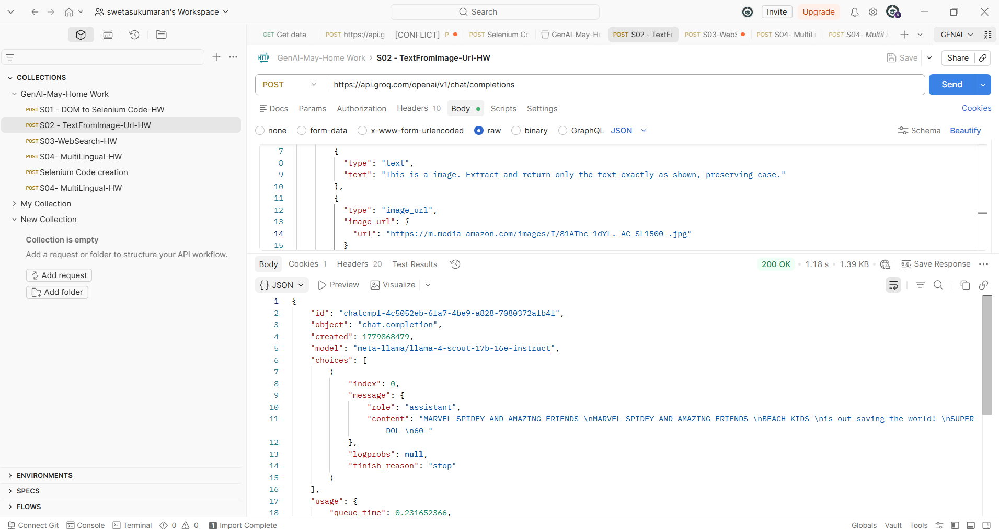 swetasukumaran's Workspace
Search
Invite
Upgrade
GET Get data
POST https://api.g
[CONFLICT] P
POST Selenium Co
GenAI-May-Ho
POST S02 - TextFr
POST S03-WebS
POST S04- MultiLi
POST S04- MultiLi
GENAI
HTTP GenAI-May-Home Work > S02 - TextFromImage-Url-HW
Save
Share
COLLECTIONS
GenAI-May-Home Work
POST S01 - DOM to Selenium Code-HW
POST S02 - TextFromImage-Url-HW
POST S03-WebSearch-HW
POST S04- MultiLingual-HW
POST Selenium Code creation
POST S04- MultiLingual-HW
My Collection
New Collection
Collection is empty
Add a request or folder to structure your API workflow.
Add request
Add folder
ENVIRONMENTS
SPECS
FLOWS
POST https://api.groq.com/openai/v1/chat/completions
Send
Docs Params Authorization Headers 10 Body Scripts Settings
Cookies
none form-data x-www-form-urlencoded raw binary GraphQL JSON
Schema Beautify
7 {
8 "type": "text",
9 "text": "This is a image. Extract and return only the text exactly as shown, preserving case."
10 },
11 {
12 "type": "image_url",
13 "image_url": {
14 "url": "https://m.media-amazon.com/images/I/81AThc-1dYL._AC_SL1500_.jpg"
15 }
Body Cookies 1 Headers 20 Test Results
200 OK • 1.18 s • 1.39 KB
e.g. Save Response
{} JSON Preview Visualize
1 {
2 "id": "chatcmpl-4c5052eb-6fa7-4be9-a828-7080372afb4f",
3 "object": "chat.completion",
4 "created": 1779868479,
5 "model": "meta-llama/llama-4-scout-17b-16e-instruct",
6 "choices": [
7 {
8 "index": 0,
9 "message": {
10 "role": "assistant",
11 "content": "MARVEL SPIDEY AND AMAZING FRIENDS \nMARVEL SPIDEY AND AMAZING FRIENDS \nBEACH KIDS \nis out saving the world! \nSUPER
DOL \n60-"
12 },
13 "logprobs": null,
14 "finish_reason": "stop"
15 }
16 ],
17 "usage": {
18 "queue_time": 0.231652366,
Connect Git Console Terminal 0 0 1 Import Complete
Globals Vault Tools